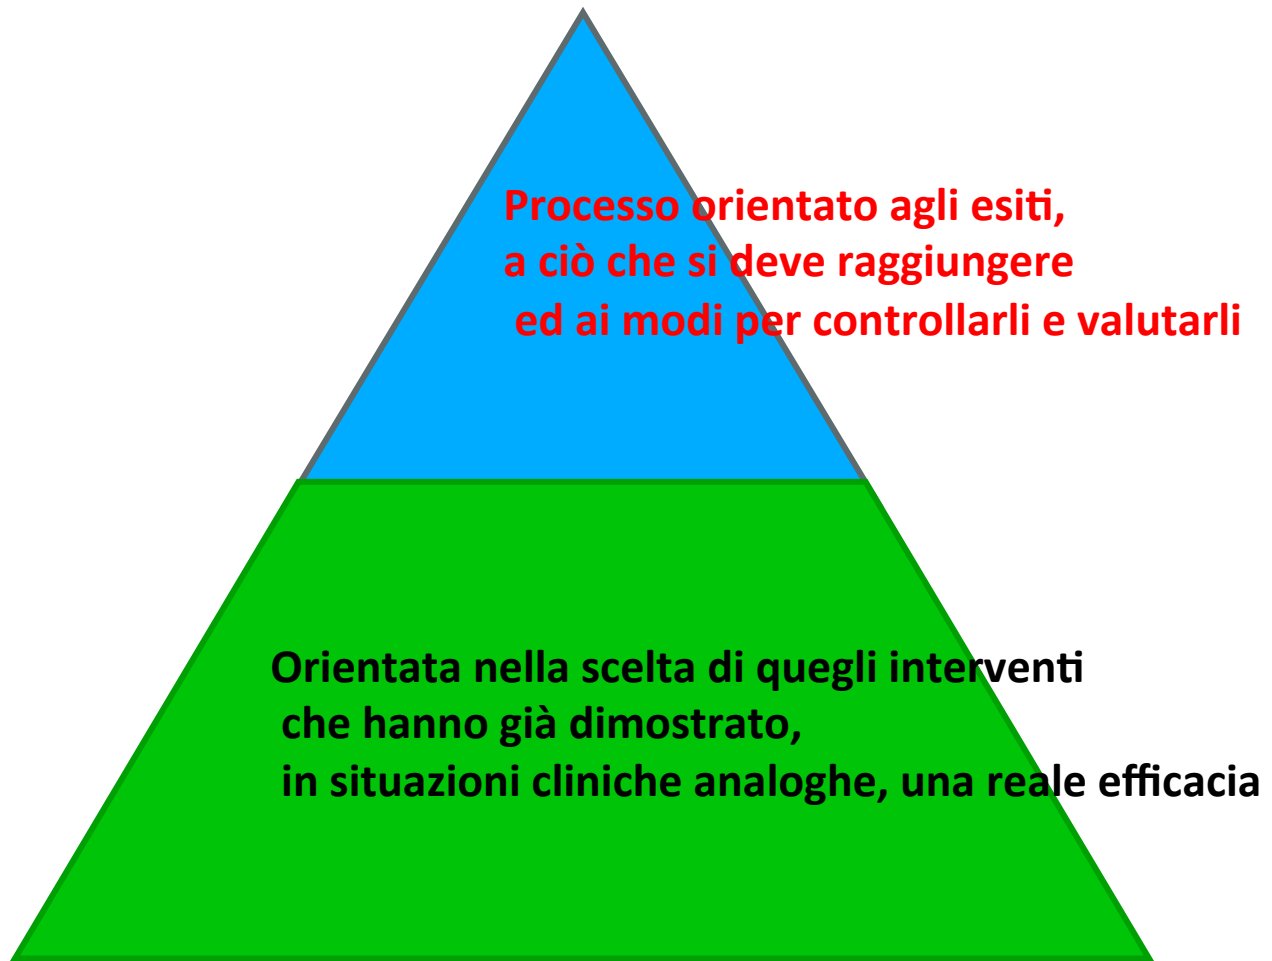 Processo orientato agli esiti,
a ciò che si deve raggiungere
ed ai modi per controllarli e valutarli
Orientata nella scelta di quegli interventi
che hanno già dimostrato,
in situazioni cliniche analoghe, una reale efficacia